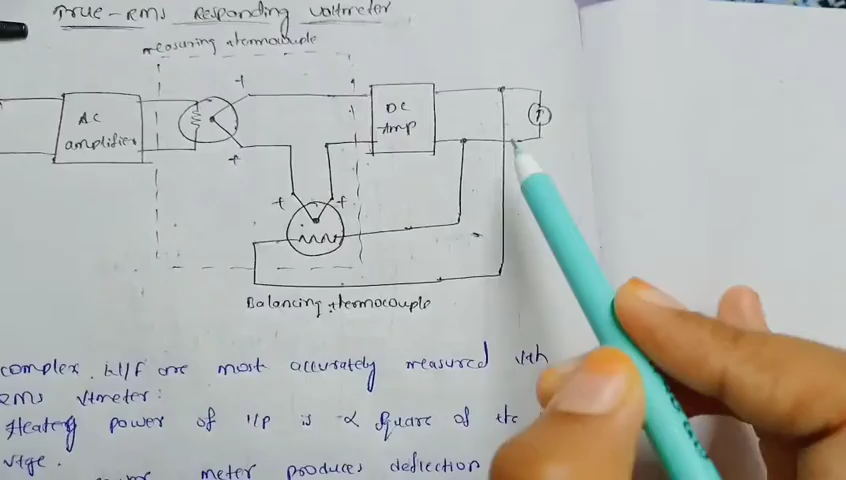 True-RMS Responding Voltmeter
measuring thermocouple
AC
amplifier
+
+
DC
Amp
+
+
Balancing thermocouple
complex w/f are most accurately measured with
RMS vtmeter:
Heating power of i/p is α square of the
vtge.
meter produces deflection